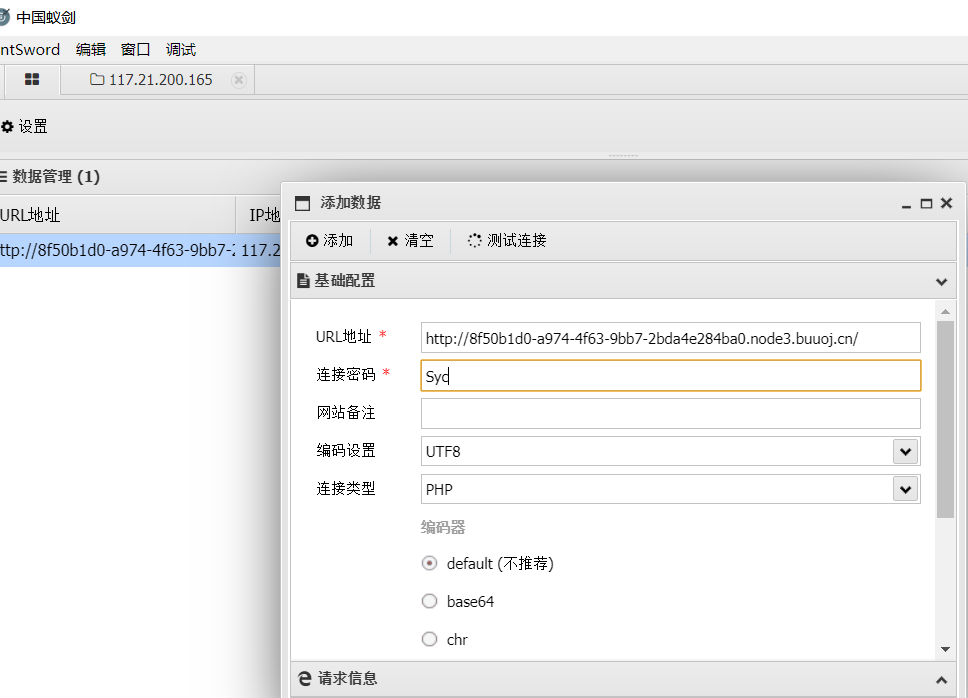 中国蚁剑
ntSword 编辑 窗口 调试
117.21.200.165
设置
数据管理 (1)
URL地址 IP地
ttp://8f50b1d0-a974-4f63-9bb7-2 117.2
添加数据
添加 清空 测试连接
基础配置
URL地址 * http://8f50b1d0-a974-4f63-9bb7-2bda4e284ba0.node3.buuoj.cn/
连接密码 * Syc
网站备注
编码设置 UTF8
连接类型 PHP
编码器
default (不推荐)
base64
chr
请求信息